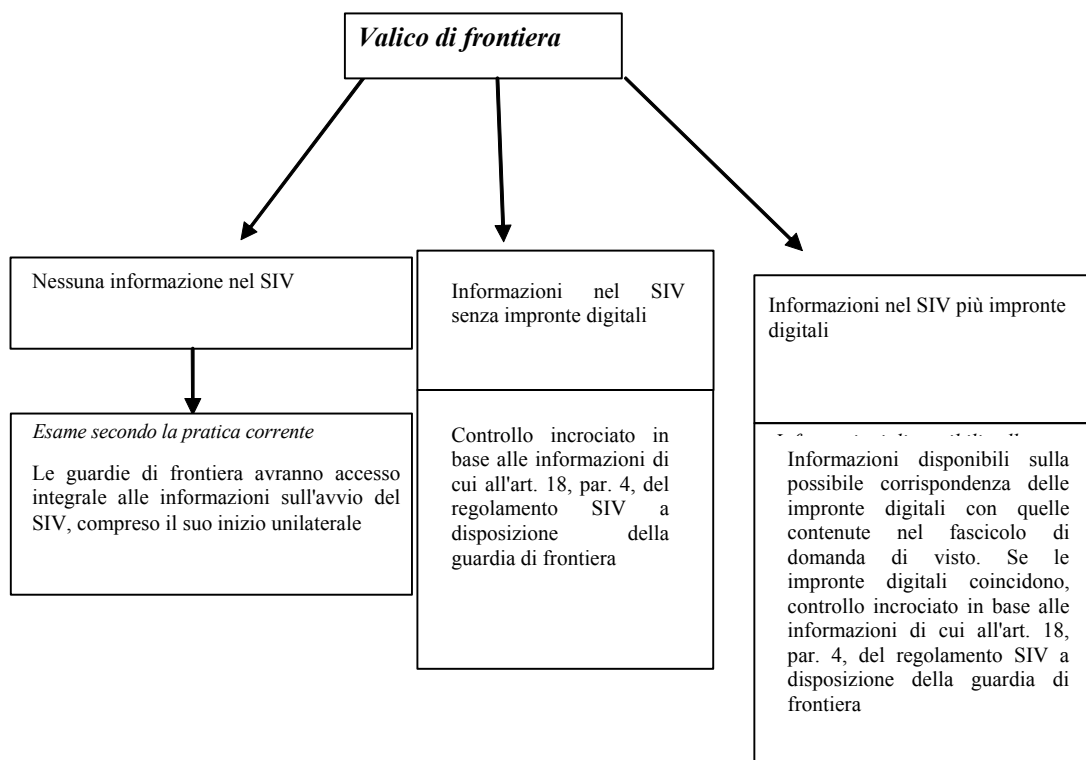 Valico di frontiera
Nessuna informazione nel SIV
Esame secondo la pratica corrente
Le guardie di frontiera avranno accesso
integrale alle informazioni sull'avvio del
SIV, compreso il suo inizio unilaterale
Informazioni nel SIV
senza impronte digitali
Controllo incrociato in
base alle informazioni di
cui all'art. 18, par. 4, del
regolamento SIV a
disposizione della
guardia di frontiera
Informazioni nel SIV più impronte
digitali
Informazioni disponibili sulla
possibile corrispondenza delle
impronte digitali con quelle
contenute nel fascicolo di
domanda di visto. Se le
impronte digitali coincidono,
controllo incrociato in base alle
informazioni di cui all'art. 18,
par. 4, del regolamento SIV a
disposizione della guardia di
frontiera